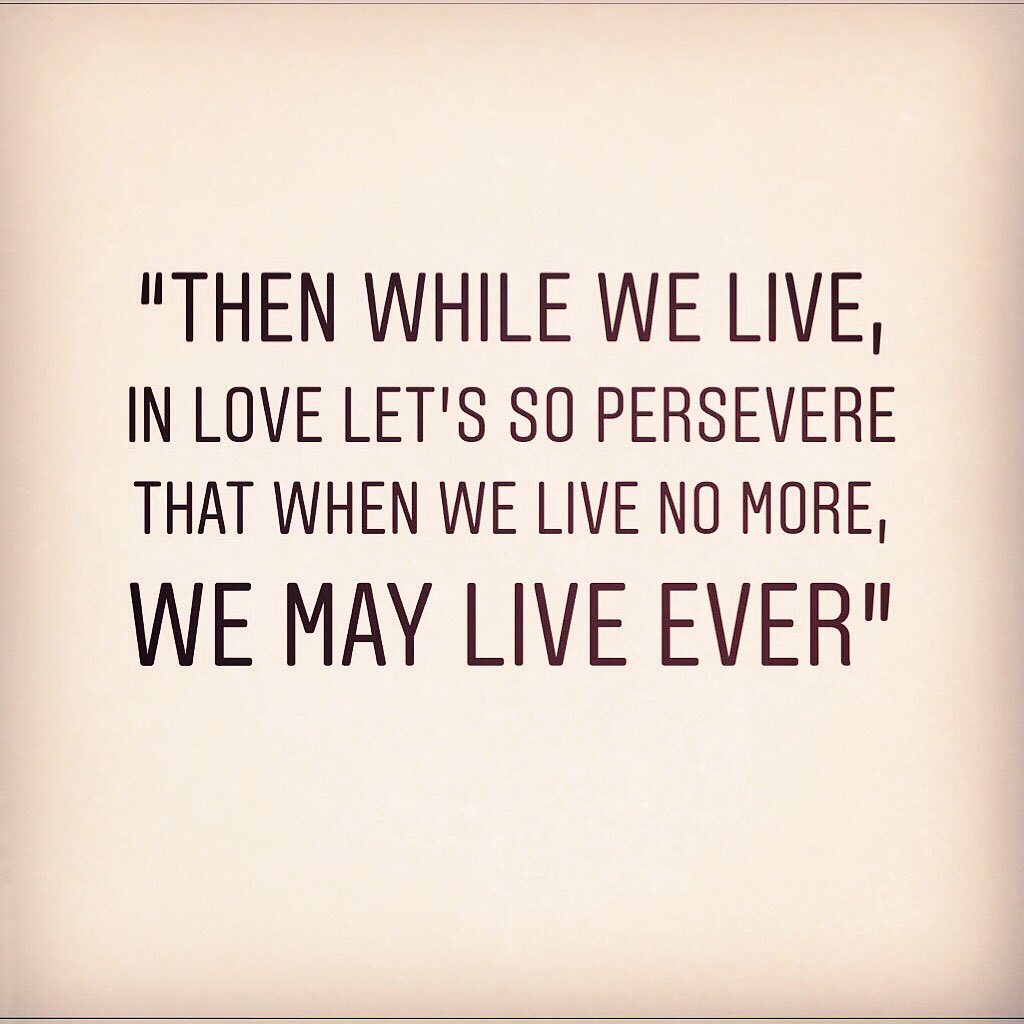 "THEN WHILE WE LIVE,
IN LOVE LET'S SO PERSEVERE
THAT WHEN WE LIVE NO MORE,
WE MAY LIVE EVER"